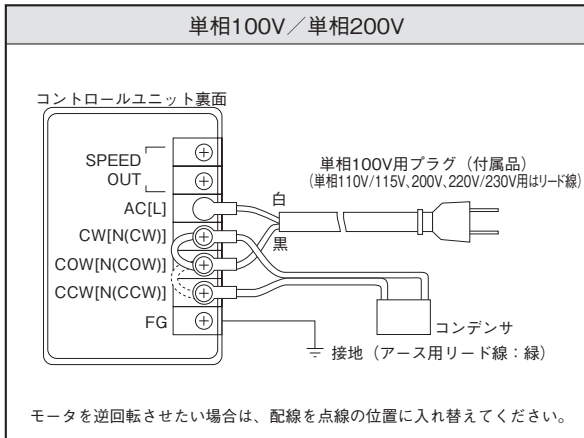 単相100V／単相200V
コントロールユニット裏面
SPEED
OUT
AC[L]
CW[N(CW)]
COW[N(COW)]
CCW[N(CCW)]
FG
白
黒
単相100V用プラグ（付属品）
（単相110V/115V、200V、220V/230V用はリード線）
コンデンサ
接地（アース用リード線：緑）
モータを逆回転させたい場合は、配線を点線の位置に入れ替えてください。